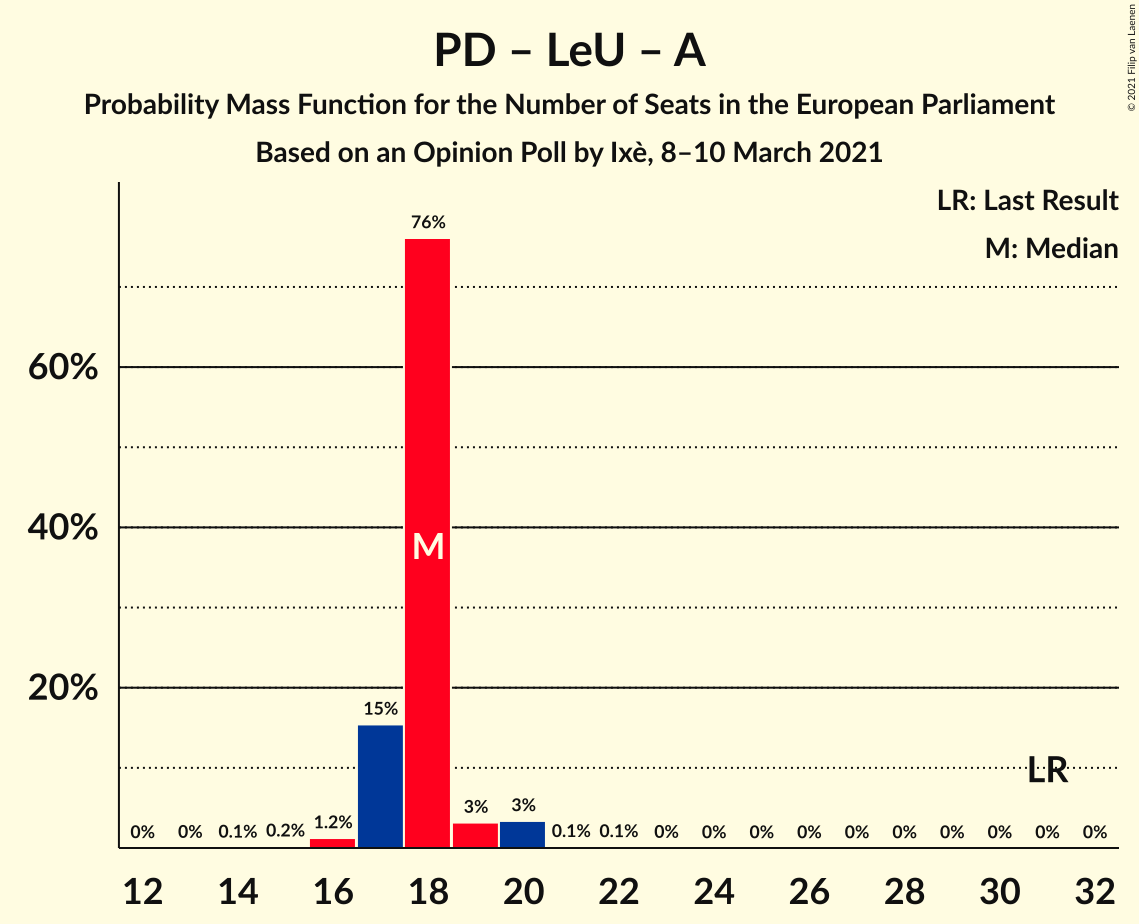 PD – LeU – A
Probability Mass Function for the Number of Seats in the European Parliament
Based on an Opinion Poll by Ixè, 8–10 March 2021
© 2021 Filip van Laenen
LR: Last Result
M: Median
76%
60%
40%
M
20%
15%
LR
0% 0% 0.1% 0.2% 1.2% 3% 3% 0.1% 0.1% 0% 0% 0% 0% 0% 0% 0% 0% 0% 0%
12 14 16 18 20 22 24 26 28 30 32